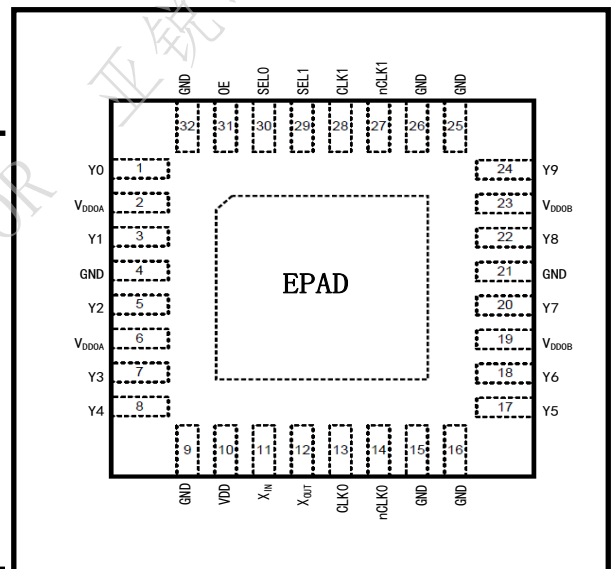 亚锐
OR
GND OE SEL0 SEL1 CLK1 nCLK1 GND GND
32 31 30 29 28 27 26 25
Y0 1 24 Y9
VDDOA 2 23 VDDOB
Y1 3 22 Y8
GND 4 21 GND
EPAD
Y2 5 20 Y7
VDDOA 6 19 VDDOB
Y3 7 18 Y6
Y4 8 17 Y5
9 10 11 12 13 14 15 16
GND VDD XIN XOUT CLK0 nCLK0 GND GND